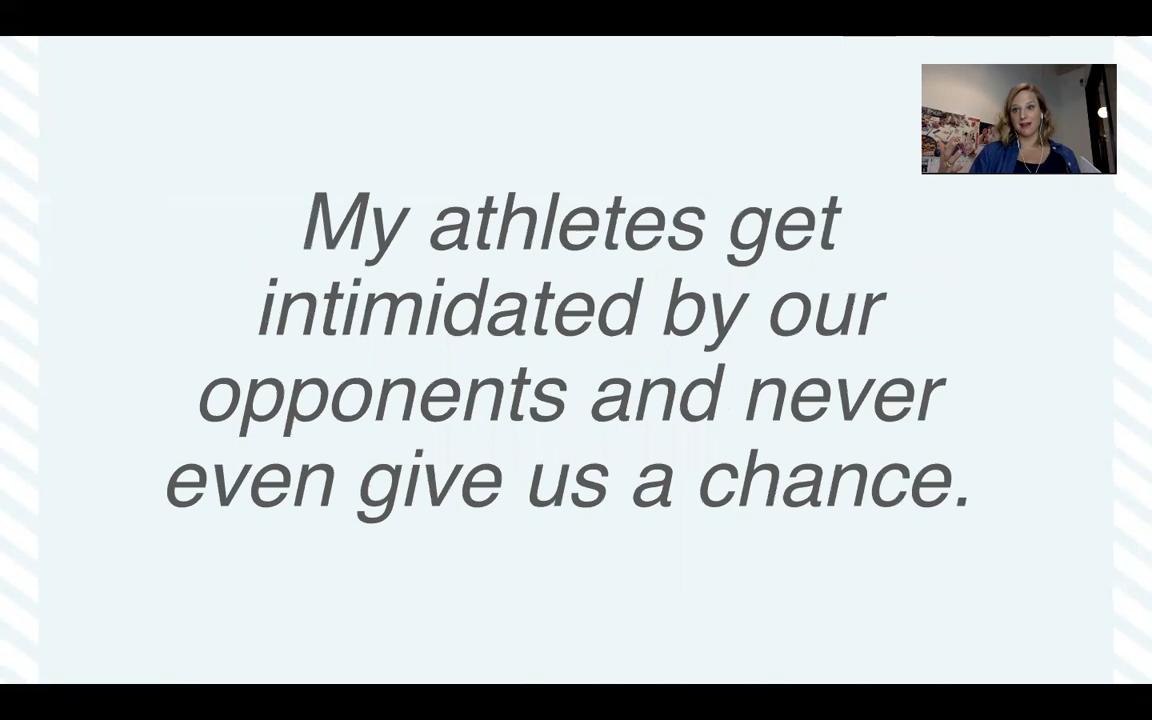 My athletes get
intimidated by our
opponents and never
even give us a chance.